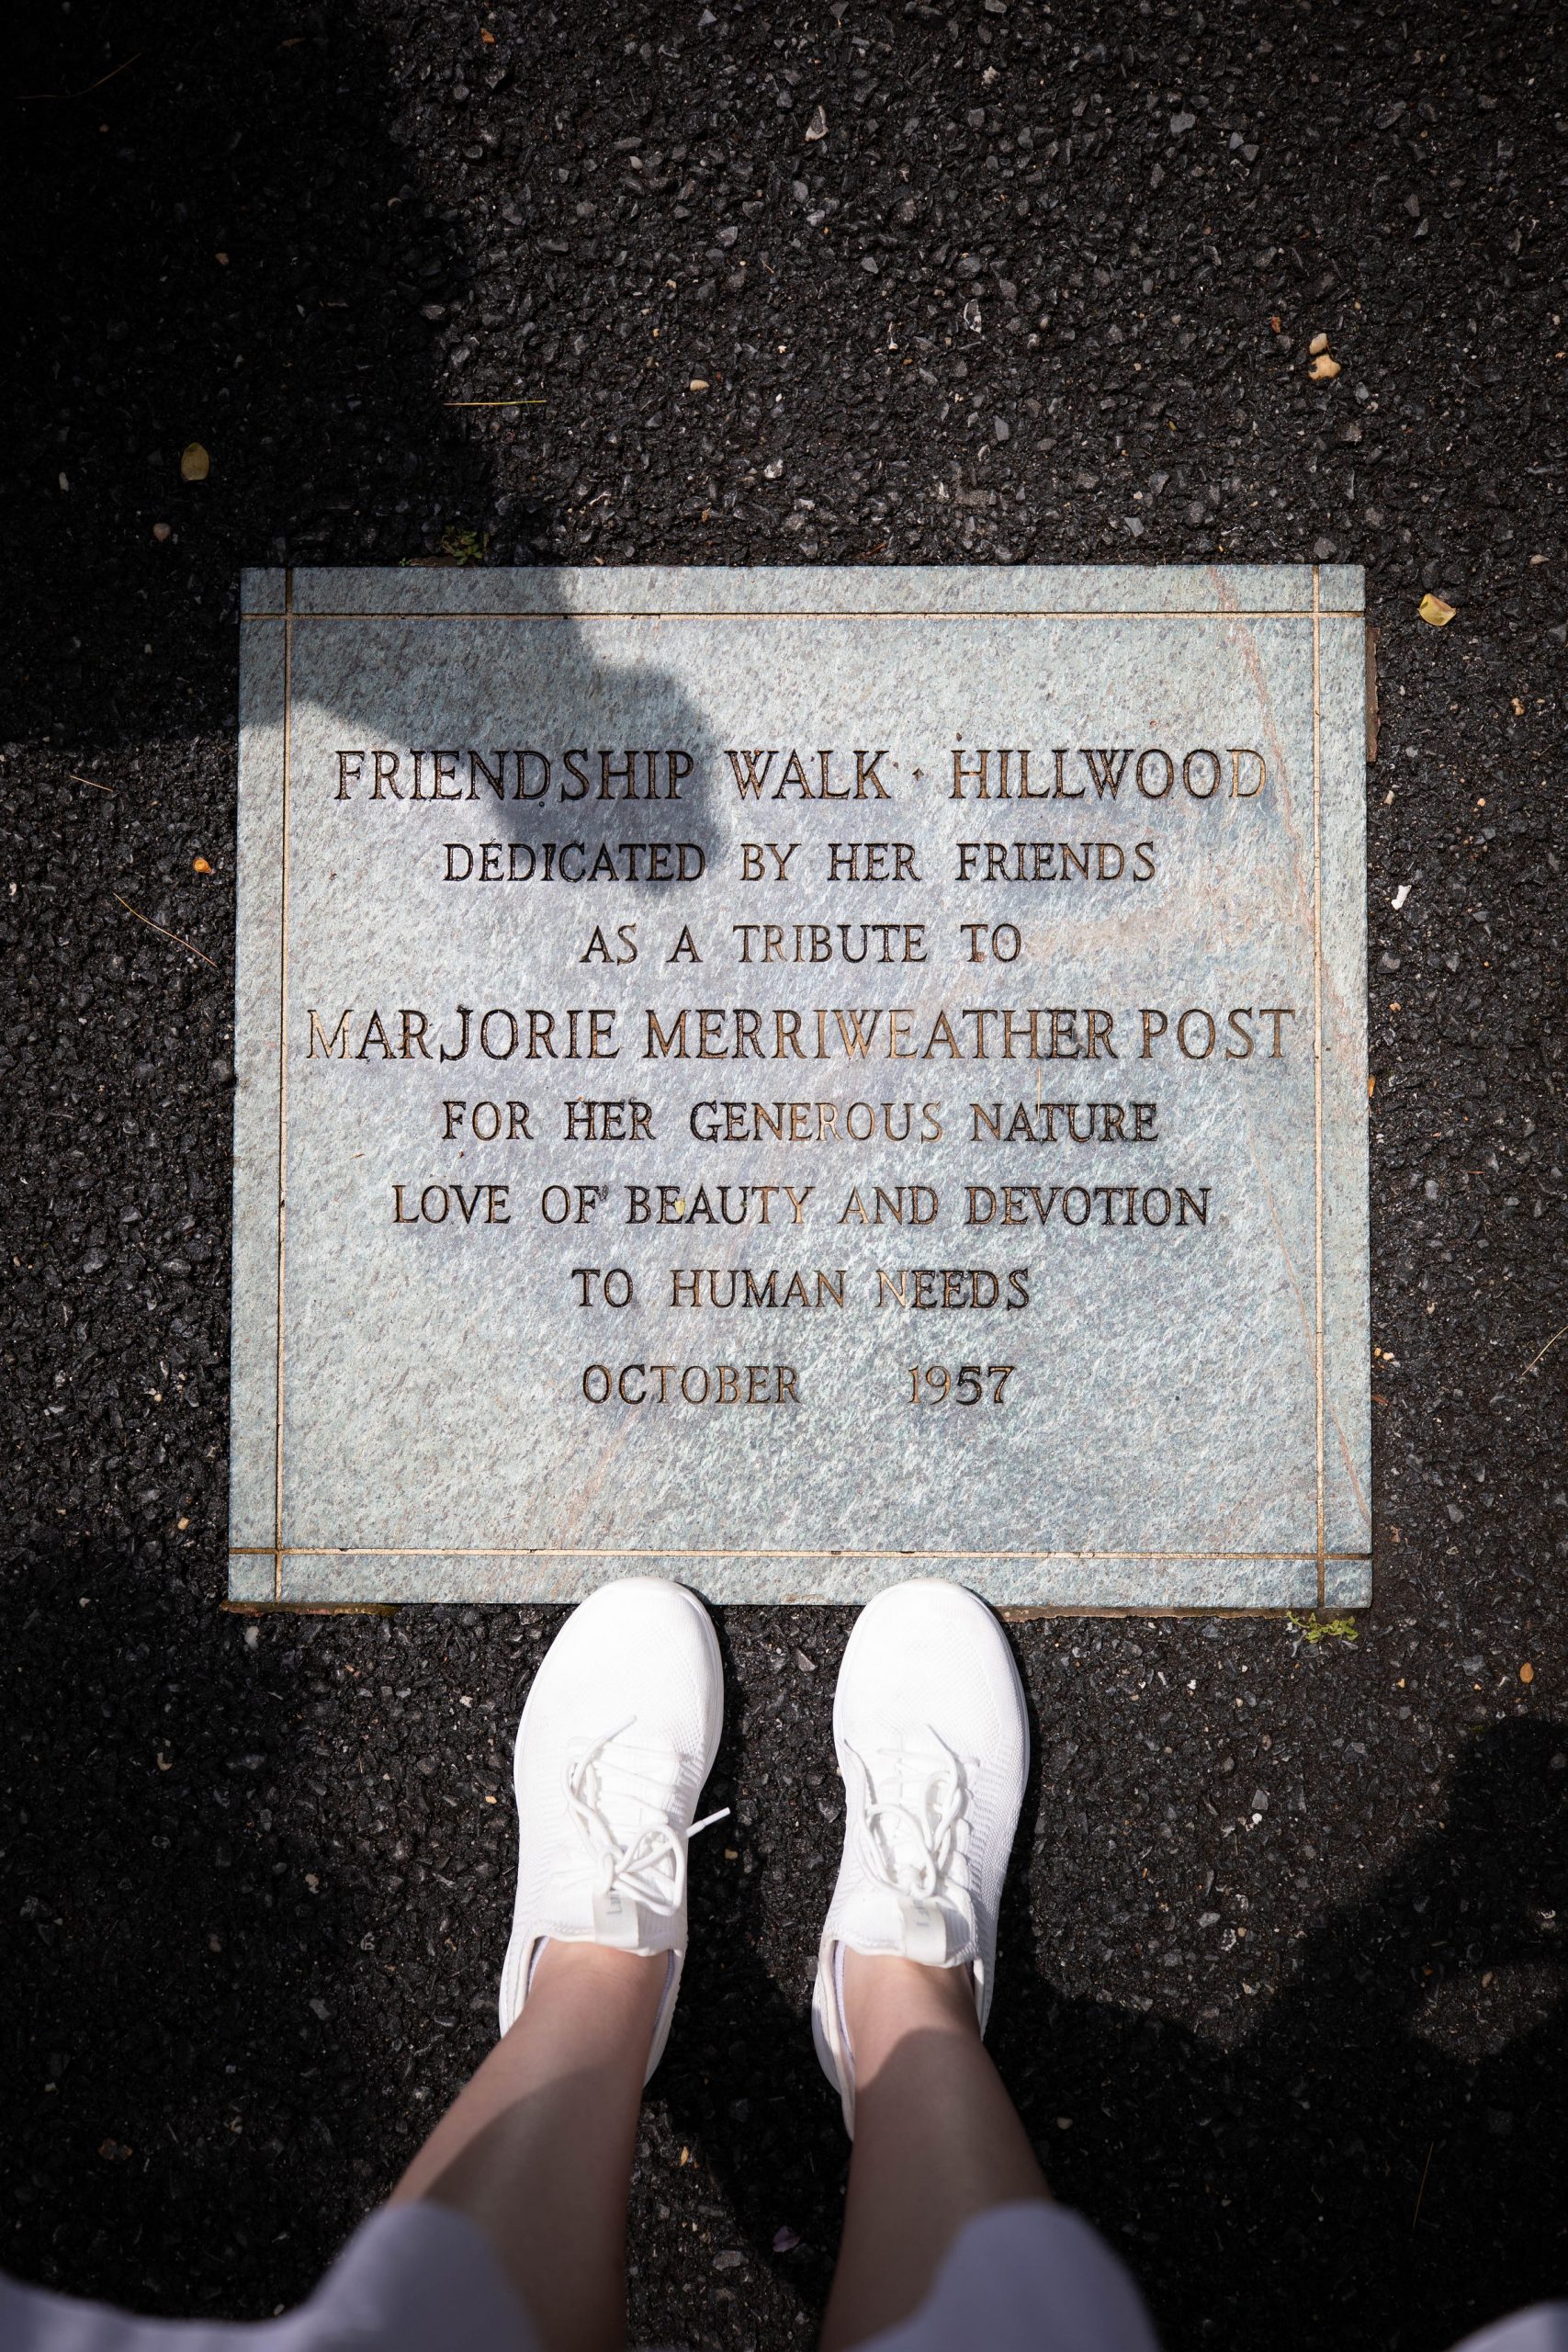 FRIENDSHIP WALK · HILLWOOD
DEDICATED BY HER FRIENDS
AS A TRIBUTE TO
MARJORIE MERRIWEATHER POST
FOR HER GENEROUS NATURE
LOVE OF BEAUTY AND DEVOTION
TO HUMAN NEEDS
OCTOBER 1957